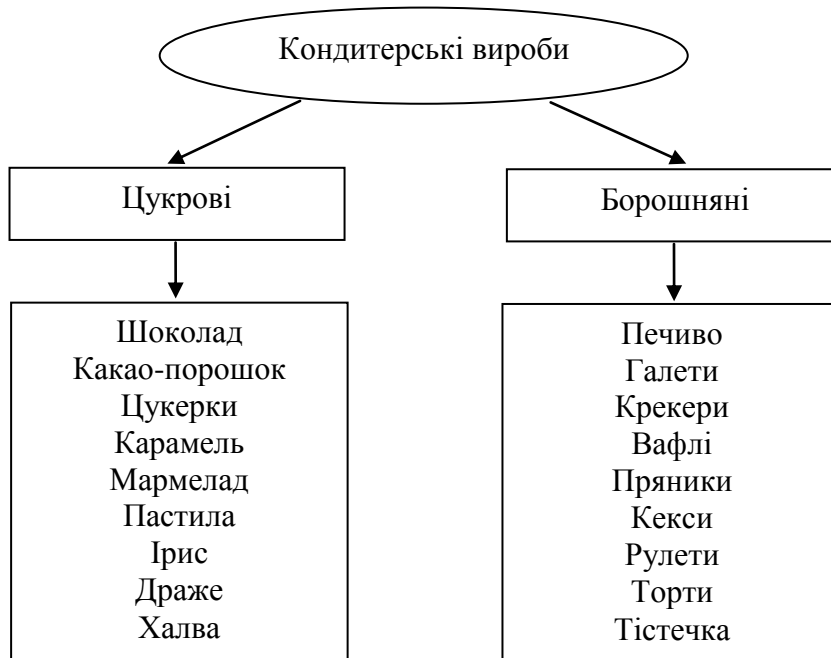 Кондитерські вироби
Цукрові
Борошняні
Шоколад
Какао-порошок
Цукерки
Карамель
Мармелад
Пастила
Ірис
Драже
Халва
Печиво
Галети
Крекери
Вафлі
Пряники
Кекси
Рулети
Торти
Тістечка